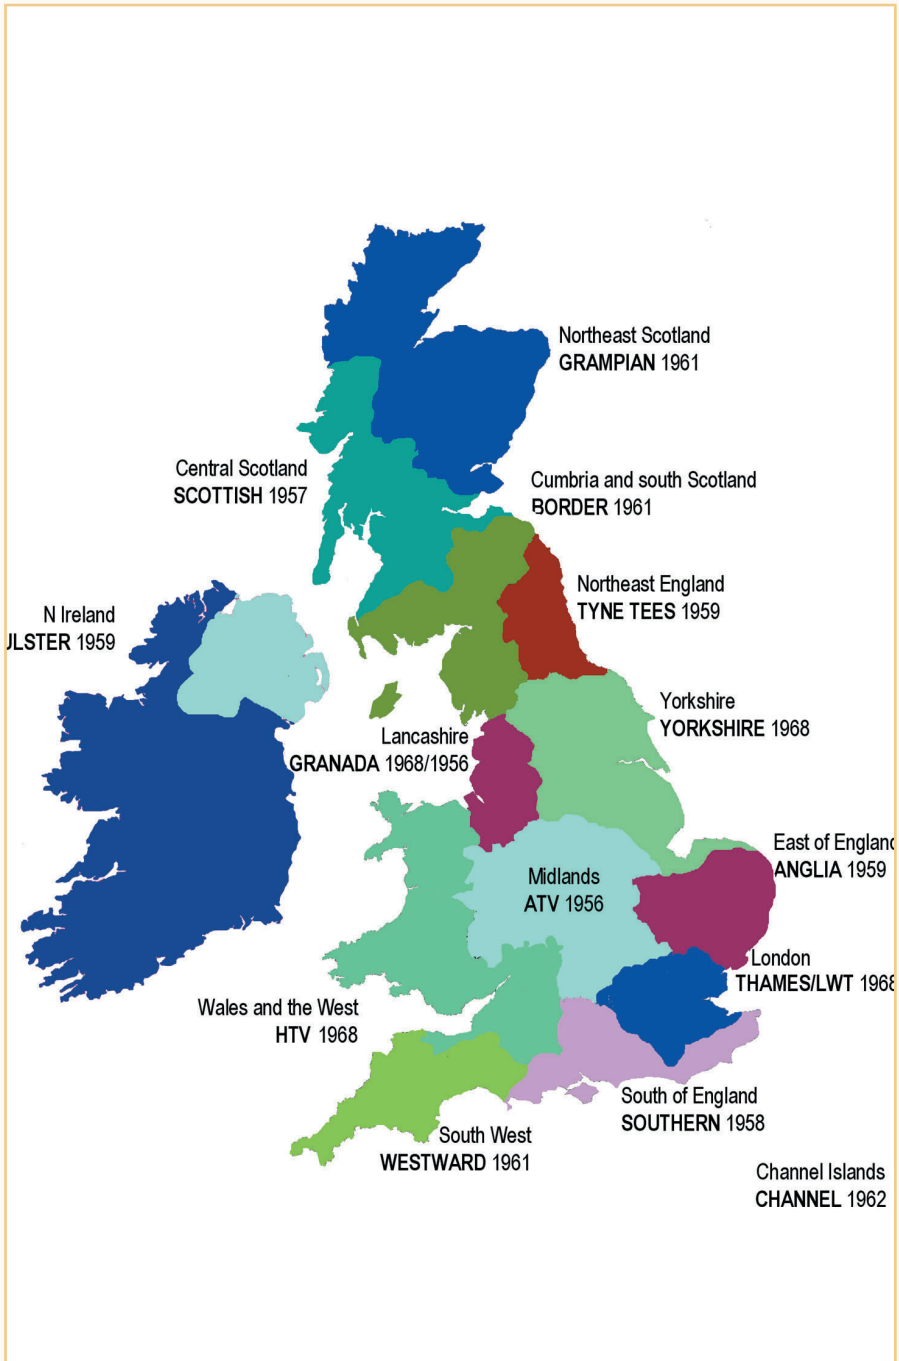 Northeast Scotland
GRAMPIAN 1961
Central Scotland
SCOTTISH 1957
Cumbria and south Scotland
BORDER 1961
Northeast England
TYNE TEES 1959
N Ireland
ULSTER 1959
Yorkshire
YORKSHIRE 1968
Lancashire
GRANADA 1968/1956
East of England
ANGLIA 1959
Midlands
ATV 1956
London
THAMES/LWT 1968
Wales and the West
HTV 1968
South of England
SOUTHERN 1958
South West
WESTWARD 1961
Channel Islands
CHANNEL 1962